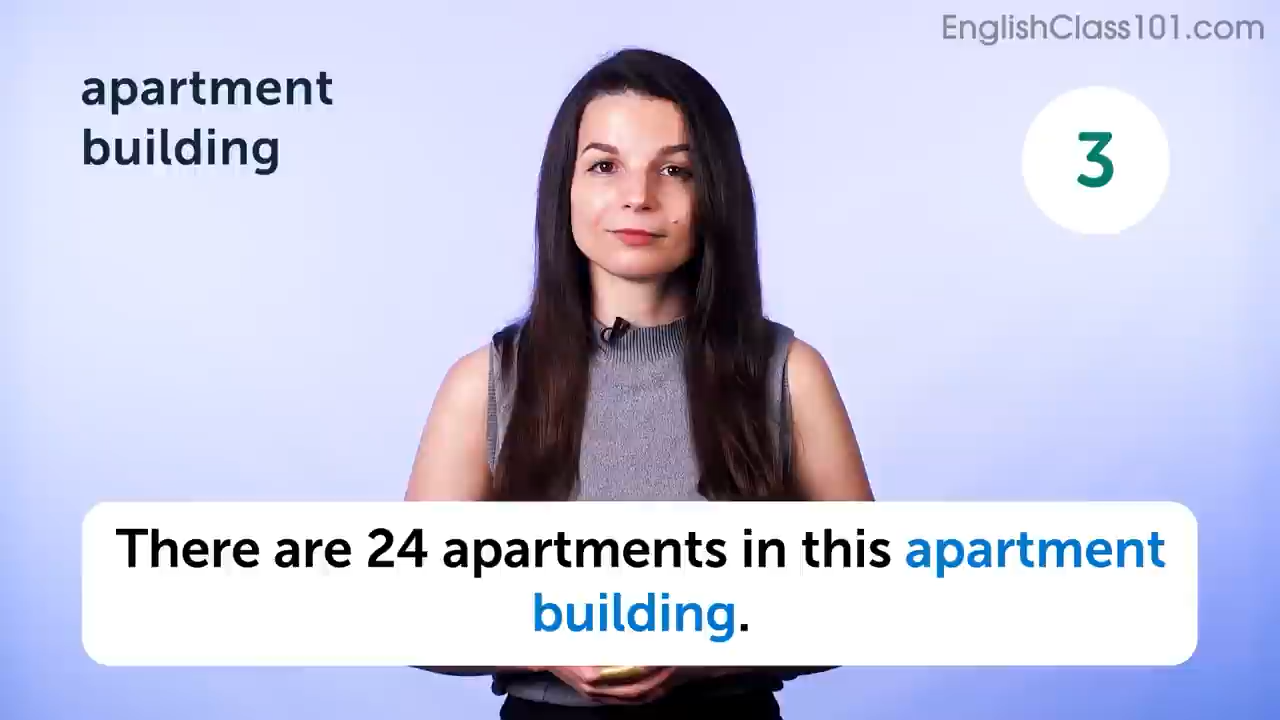 EnglishClass101.com
apartment
building
3
There are 24 apartments in this apartment
building.